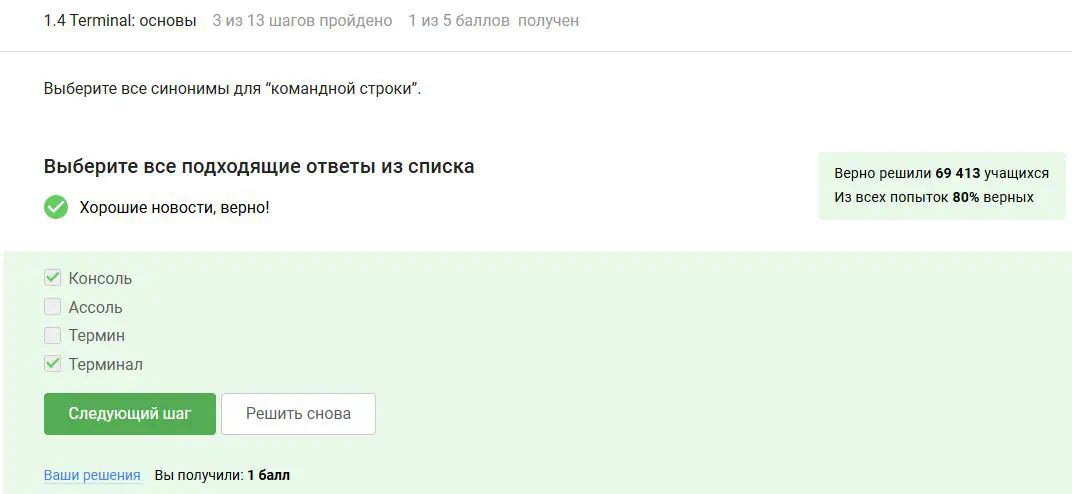 1.4 Terminal: основы 3 из 13 шагов пройдено 1 из 5 баллов получен
Выберите все синонимы для “командной строки”.
Выберите все подходящие ответы из списка
Хорошие новости, верно!
Верно решили 69 413 учащихся
Из всех попыток 80% верных
Консоль
Ассоль
Термин
Терминал
Следующий шаг Решить снова
Ваши решения Вы получили: 1 балл